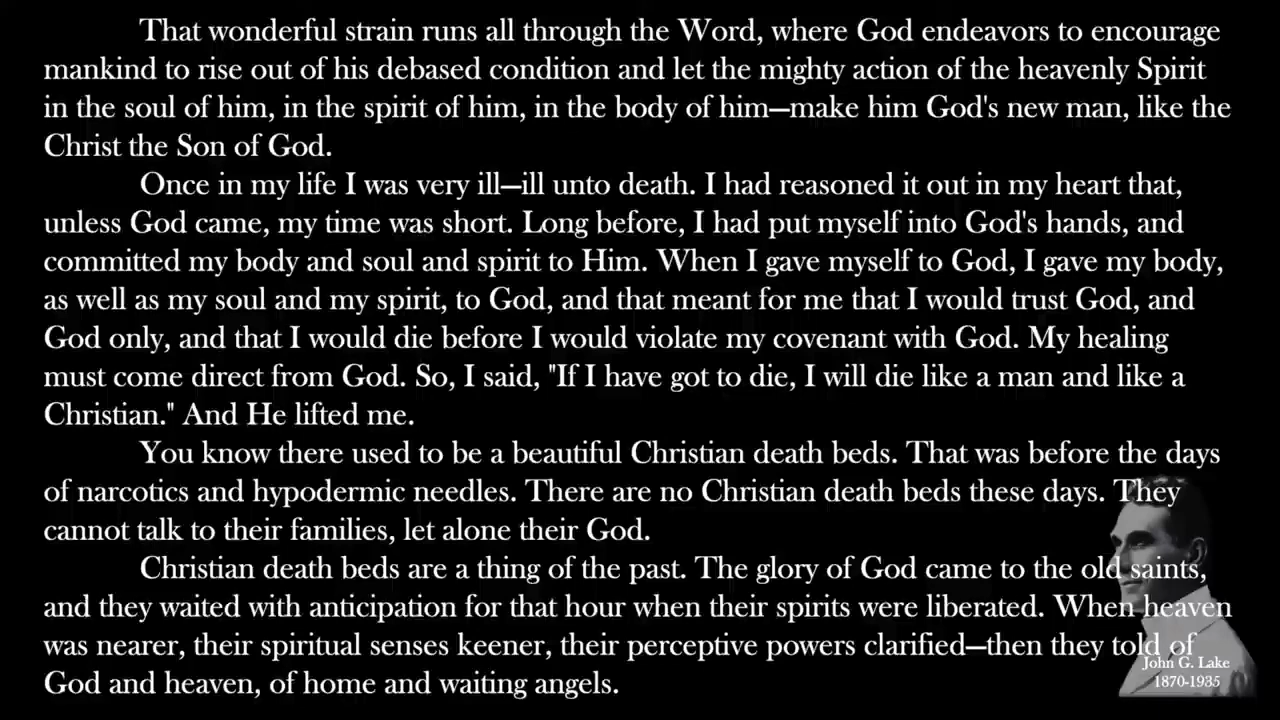 That wonderful strain runs all through the Word, where God endeavors to encourage
mankind to rise out of his debased condition and let the mighty action of the heavenly Spirit
in the soul of him, in the spirit of him, in the body of him—make him God's new man, like the
Christ the Son of God.
Once in my life I was very ill—ill unto death. I had reasoned it out in my heart that,
unless God came, my time was short. Long before, I had put myself into God's hands, and
committed my body and soul and spirit to Him. When I gave myself to God, I gave my body,
as well as my soul and my spirit, to God, and that meant for me that I would trust God, and
God only, and that I would die before I would violate my covenant with God. My healing
must come direct from God. So, I said, "If I have got to die, I will die like a man and like a
Christian." And He lifted me.
You know there used to be a beautiful Christian death beds. That was before the days
of narcotics and hypodermic needles. There are no Christian death beds these days. They
cannot talk to their families, let alone their God.
Christian death beds are a thing of the past. The glory of God came to the old saints,
and they waited with anticipation for that hour when their spirits were liberated. When heaven
was nearer, their spiritual senses keener, their perceptive powers clarified—then they told of
God and heaven, of home and waiting angels.
John G. Lake
1870-1935